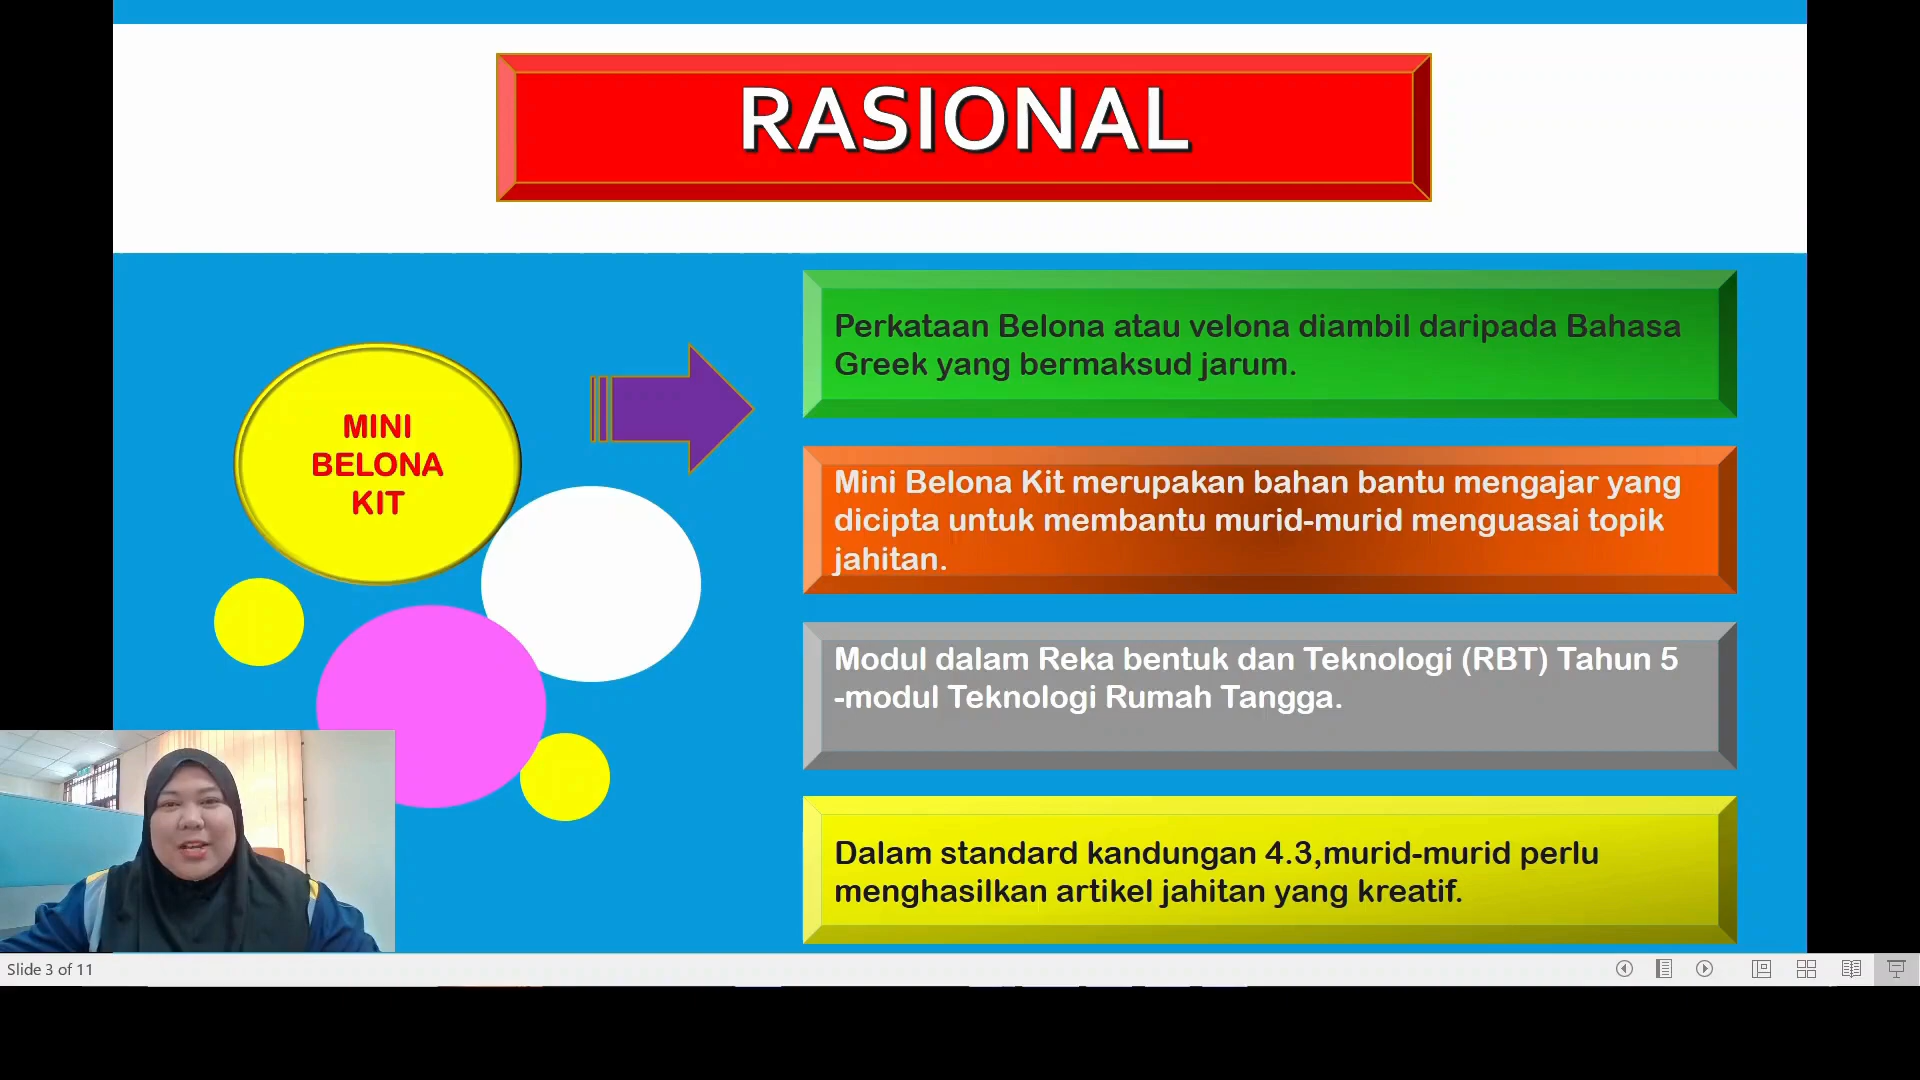 RASIONAL
MINI
BELONA
KIT
Perkataan Belona atau velona diambil daripada Bahasa
Greek yang bermaksud jarum.
Mini Belona Kit merupakan bahan bantu mengajar yang
dicipta untuk membantu murid-murid menguasai topik
jahitan.
Modul dalam Reka bentuk dan Teknologi (RBT) Tahun 5
-modul Teknologi Rumah Tangga.
Dalam standard kandungan 4.3,murid-murid perlu
menghasilkan artikel jahitan yang kreatif.
Slide 3 of 11